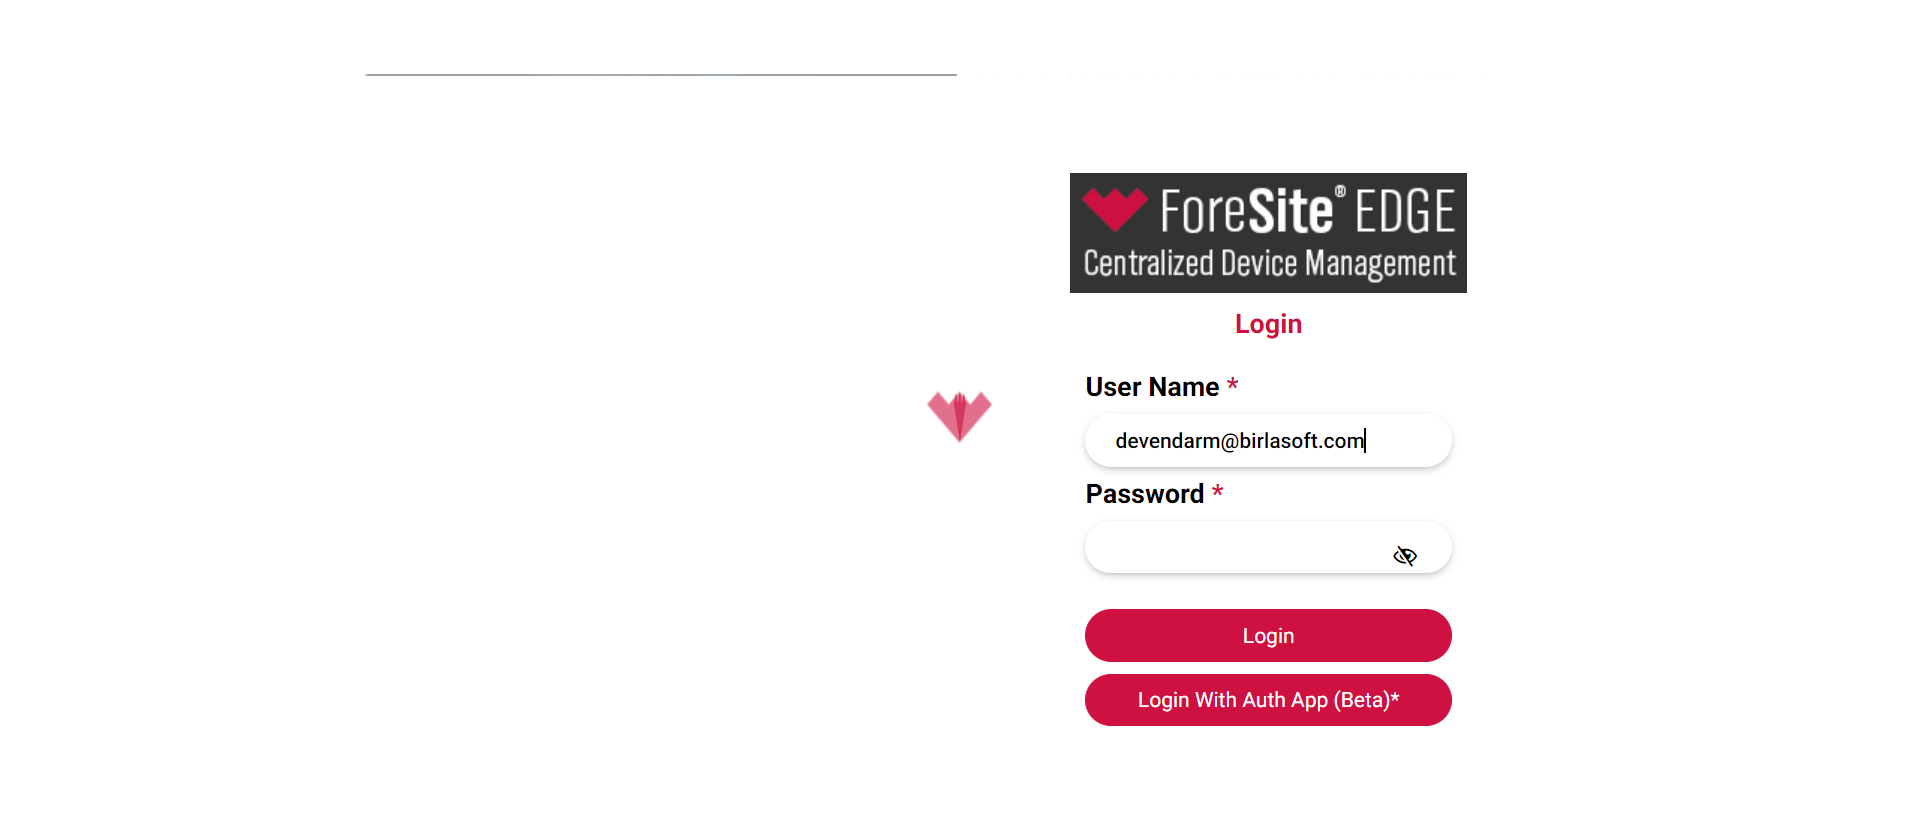 ForeSite® EDGE
Centralized Device Management
Login
User Name *
devendarm@birlasoft.com
Password *
Login
Login With Auth App (Beta)*